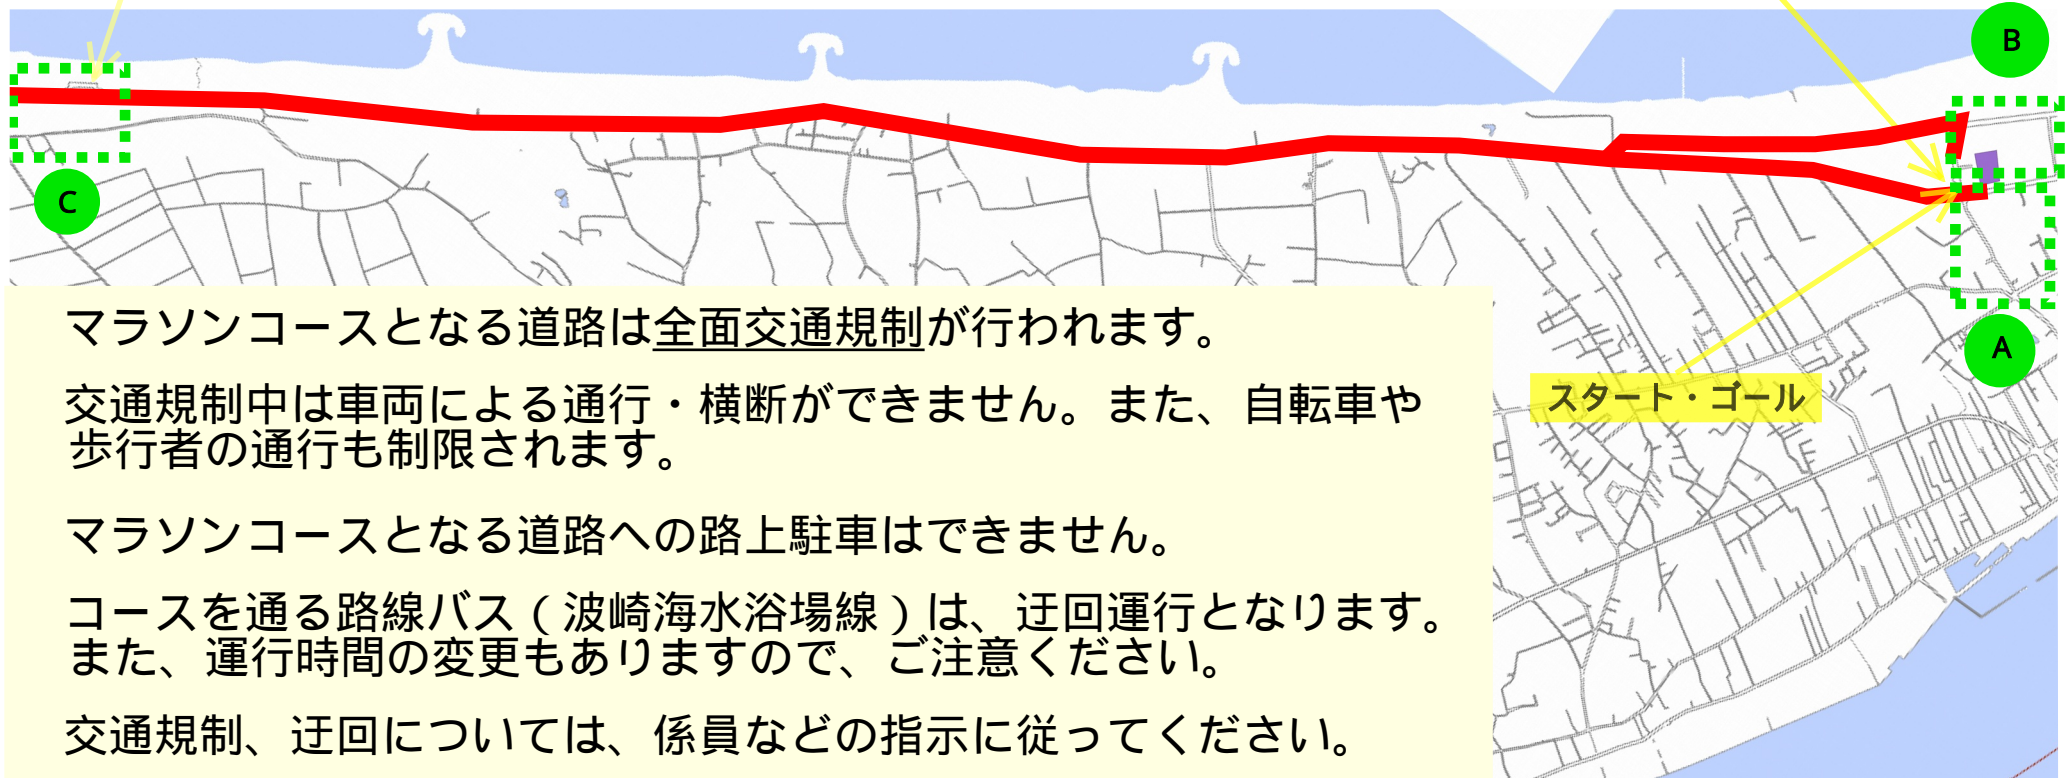 B
C
A
スタート・ゴール
マラソンコースとなる道路は全面交通規制が行われます。
交通規制中は車両による通行・横断ができません。また、自転車や
歩行者の通行も制限されます。
マラソンコースとなる道路への路上駐車はできません。
コースを通る路線バス(波崎海水浴場線)は、迂回運行となります。
また、運行時間の変更もありますので、ご注意ください。
交通規制、迂回については、係員などの指示に従ってください。